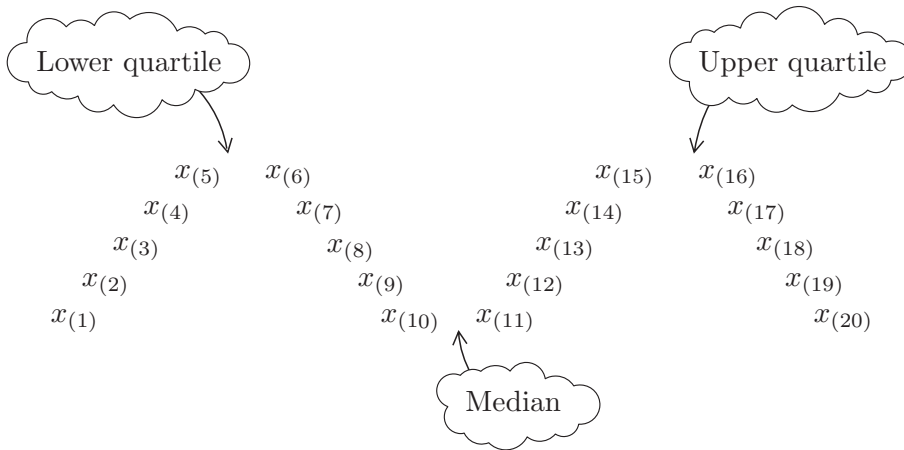 Lower quartile Upper quartile
x(5) x(6) x(15) x(16)
x(4) x(7) x(14) x(17)
x(3) x(8) x(13) x(18)
x(2) x(9) x(12) x(19)
x(1) x(10) x(11) x(20)
Median